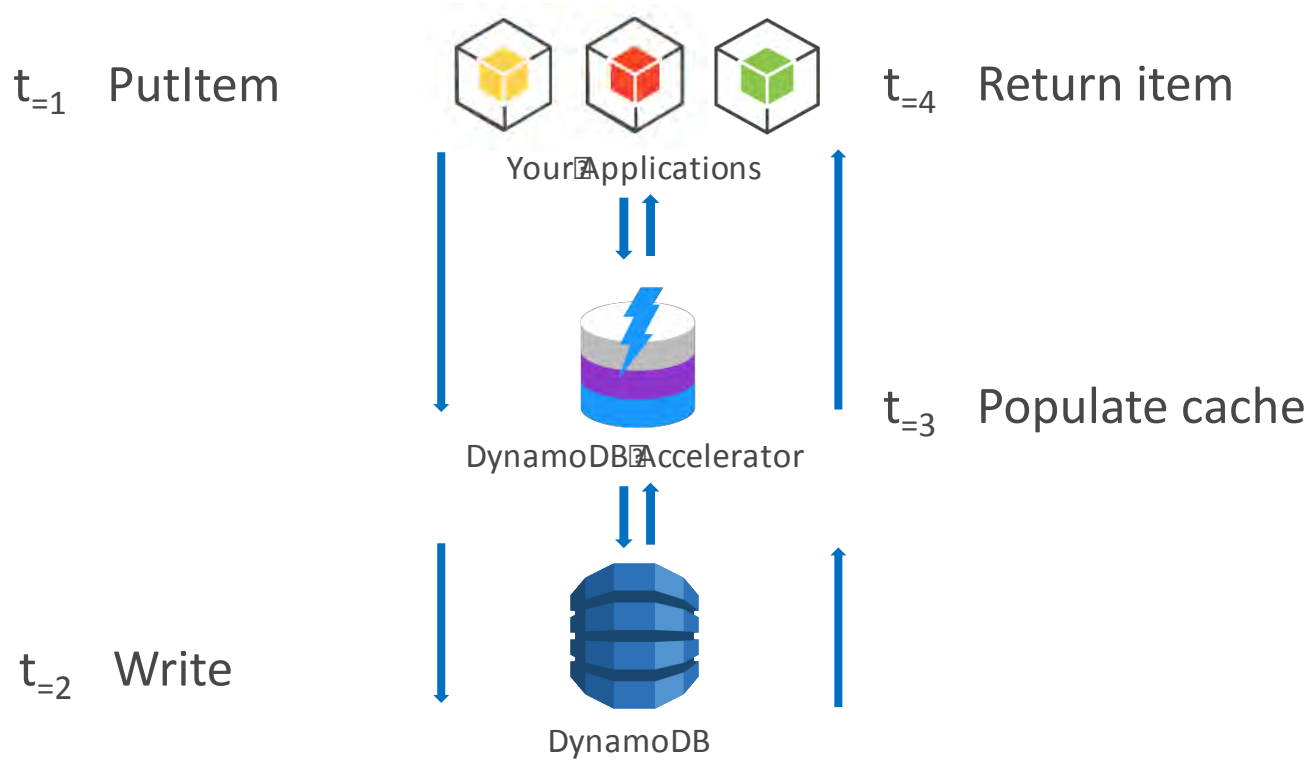 t=1 PutItem
t=4 Return item
Your Applications
t=3 Populate cache
DynamoDB Accelerator
t=2 Write
DynamoDB